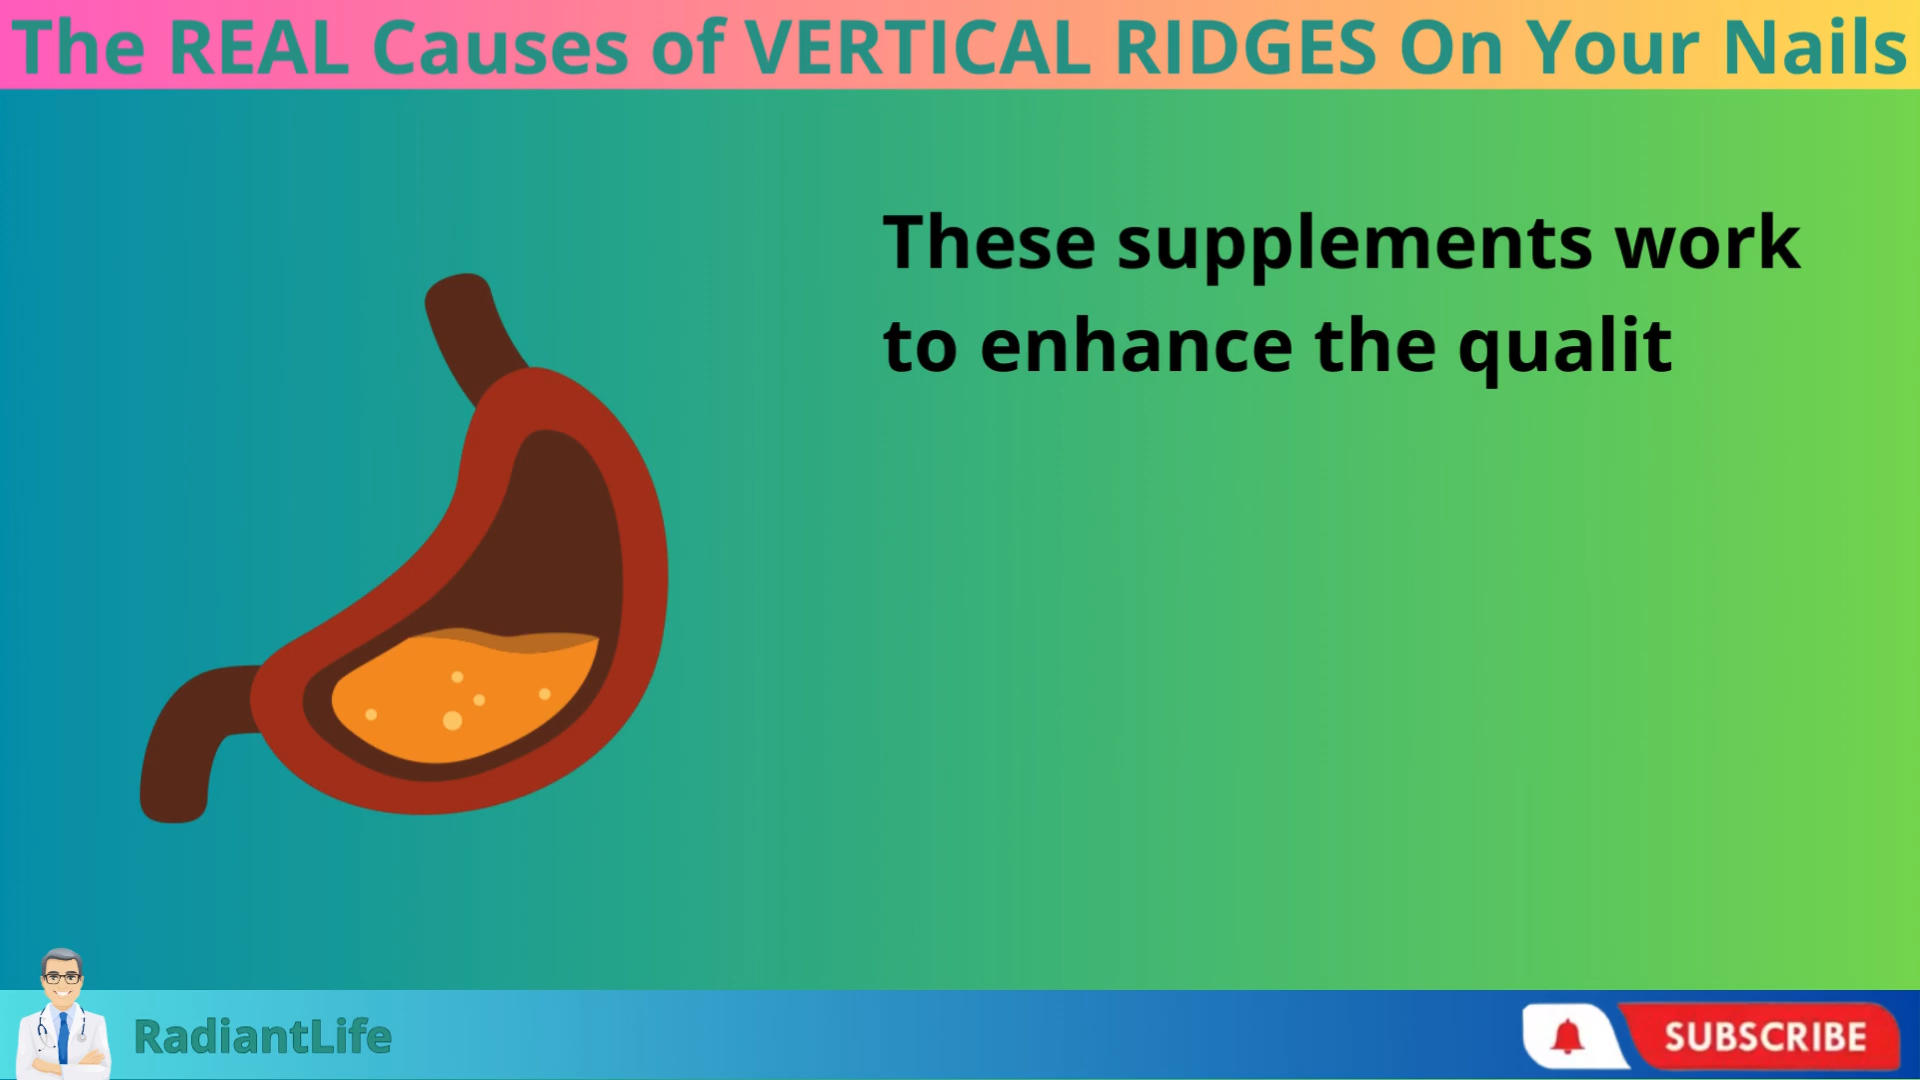 The REAL Causes of VERTICAL RIDGES On Your Nails
These supplements work
to enhance the qualit
RadiantLife
SUBSCRIBE